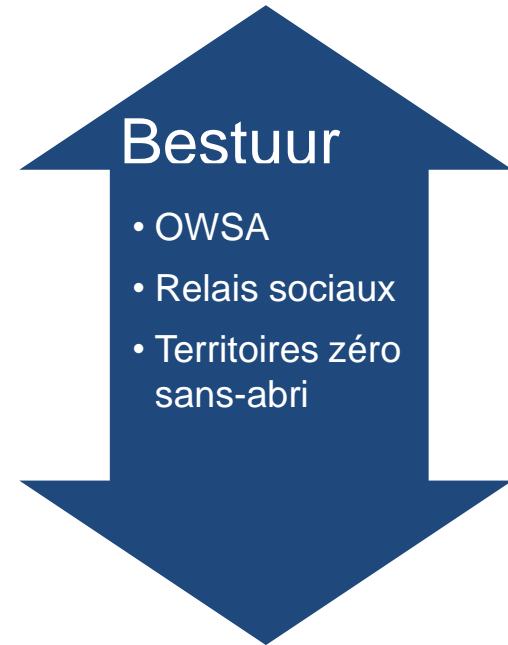 Bestuur
• OWSA
• Relais sociaux
• Territoires zéro
sans-abri